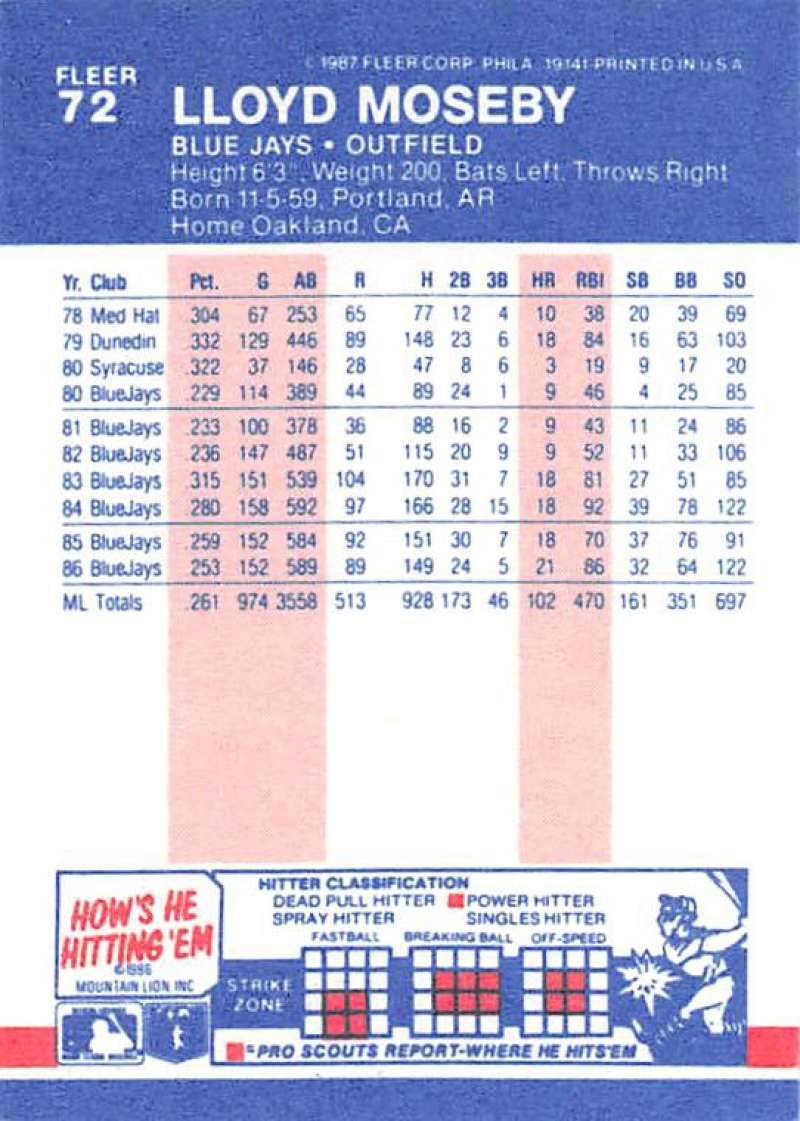 © 1987 FLEER CORP. PHILA. 19141 PRINTED IN U.S.A.
FLEER
72
LLOYD MOSEBY
BLUE JAYS • OUTFIELD
Height 6'3", Weight 200, Bats Left, Throws Right
Born 11-5-59, Portland, AR
Home Oakland, CA
Yr. Club Pct. G AB R H 2B 3B HR RBI SB BB SO
78 Med Hat .304 67 253 65 77 12 4 10 38 20 39 69
79 Dunedin .332 129 446 89 148 23 6 18 84 16 63 103
80 Syracuse .322 37 146 28 47 8 6 3 19 9 17 20
80 BlueJays .229 114 389 44 89 24 1 9 46 4 25 85
81 BlueJays .233 100 378 36 88 16 2 9 43 11 24 86
82 BlueJays .236 147 487 51 115 20 9 9 52 11 33 106
83 BlueJays .315 151 539 104 170 31 7 18 81 27 51 85
84 BlueJays .280 158 592 97 166 28 15 18 92 39 78 122
85 BlueJays .259 152 584 92 151 30 7 18 70 37 76 91
86 BlueJays .253 152 589 89 149 24 5 21 86 32 64 122
ML Totals .261 974 3558 513 928 173 46 102 470 161 351 697
HOW'S HE
HITTING 'EM
©1986
MOUNTAIN LION INC
HITTER CLASSIFICATION
DEAD PULL HITTER POWER HITTER
SPRAY HITTER SINGLES HITTER
FASTBALL BREAKING BALL OFF-SPEED
STRIKE
ZONE
=PRO SCOUTS REPORT-WHERE HE HITS'EM